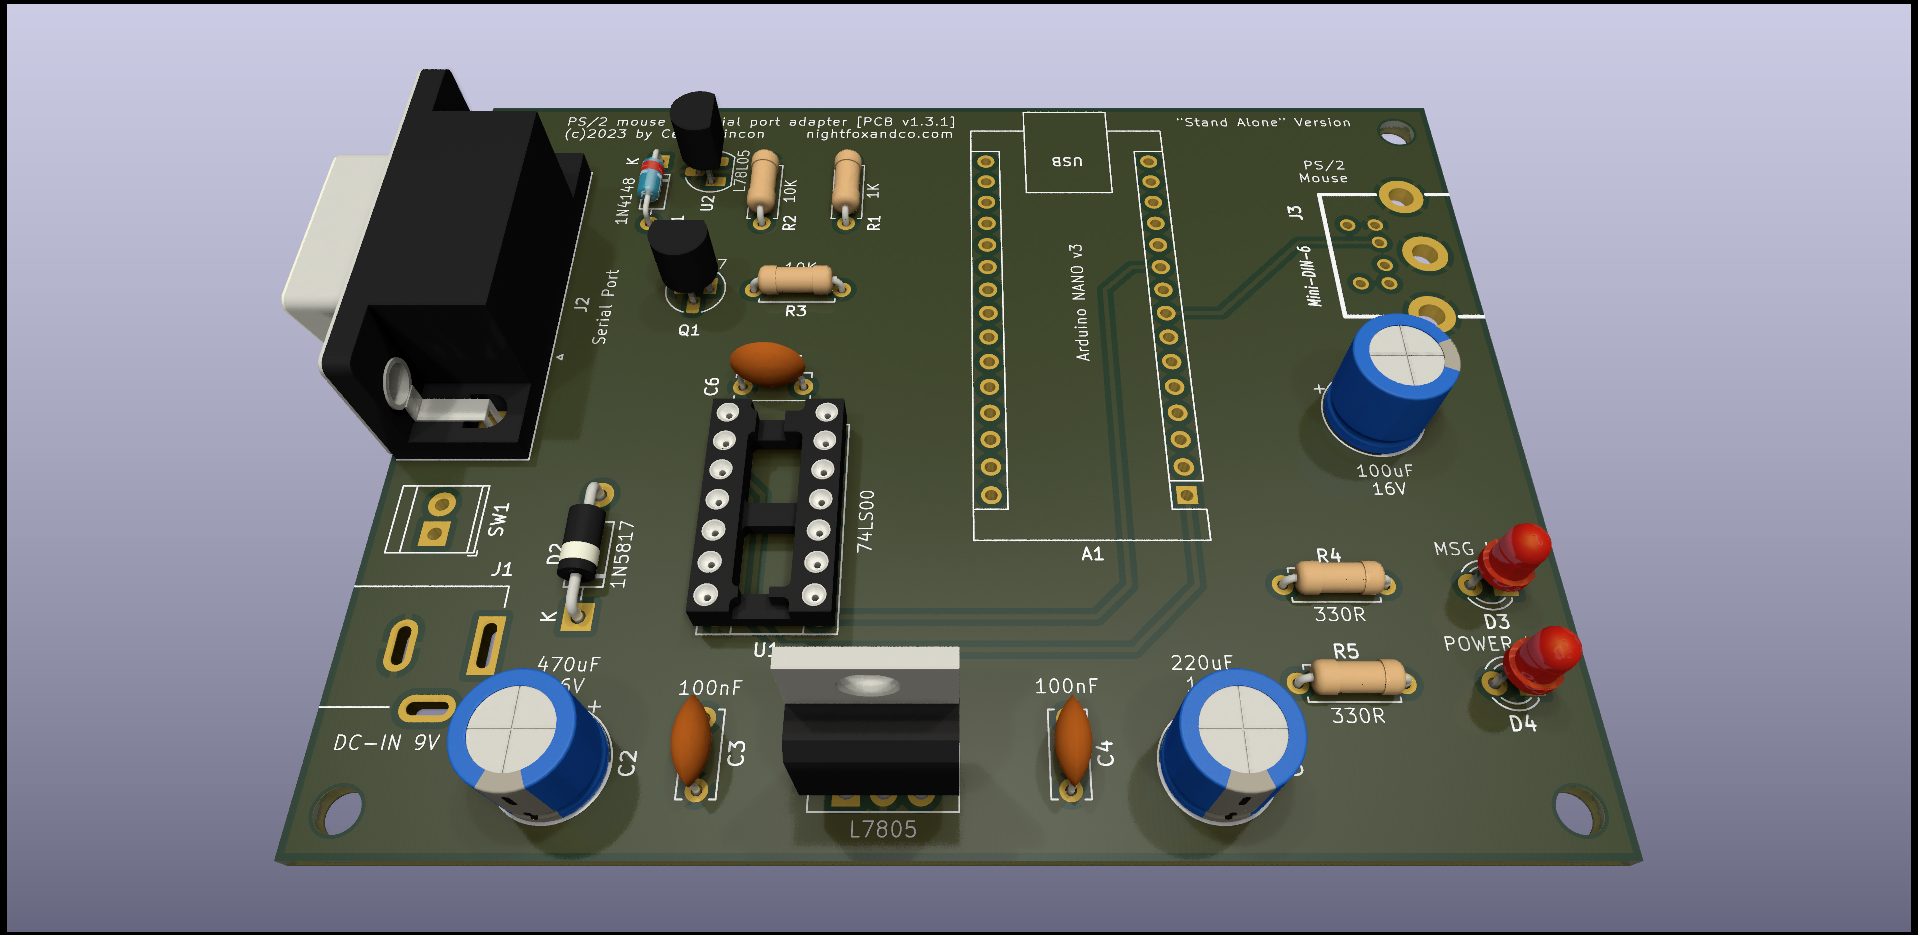 PS/2 mouse ial port adapter [PCB v1.3.1]
(c)2023 by Ce incon nightfoxandco.com
"Stand Alone" Version
K
1N4148
L78L05
U2
10K
R2
1K
R1
USB
PS/2
Mouse
J3
Mini-DIN-6
J2
Serial Port
10K
R3
Q1
Arduino NANO v3
C6
+
100uF
16V
SW1
74LS00
D2
1N5817
A1
J1
K
R4
330R
MSG
D3
U1
POWER
R5
330R
D4
470uF
6V
+
100nF
C3
C2
DC-IN 9V
L7805
100nF
C4
220uF